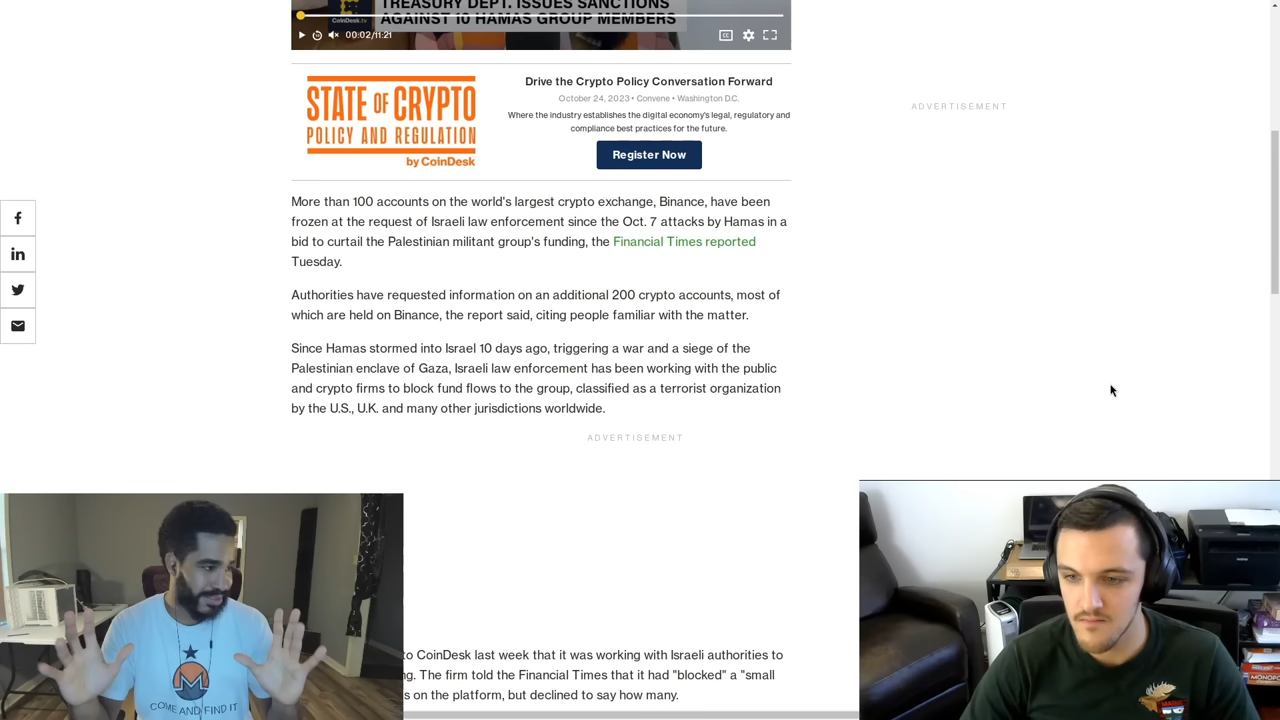 TREASURY DEPT. ISSUES SANCTIONS
AGAINST 10 HAMAS GROUP MEMBERS
CoinDesk.tv
00:02/11:21
CC
STATE OF CRYPTO
POLICY AND REGULATION
by CoinDesk
Drive the Crypto Policy Conversation Forward
October 24, 2023 • Convene • Washington D.C.
Where the industry establishes the digital economy's legal, regulatory and
compliance best practices for the future.
Register Now
ADVERTISEMENT
More than 100 accounts on the world's largest crypto exchange, Binance, have been
frozen at the request of Israeli law enforcement since the Oct. 7 attacks by Hamas in a
bid to curtail the Palestinian militant group's funding, the Financial Times reported
Tuesday.
Authorities have requested information on an additional 200 crypto accounts, most of
which are held on Binance, the report said, citing people familiar with the matter.
Since Hamas stormed into Israel 10 days ago, triggering a war and a siege of the
Palestinian enclave of Gaza, Israeli law enforcement has been working with the public
and crypto firms to block fund flows to the group, classified as a terrorist organization
by the U.S., U.K. and many other jurisdictions worldwide.
ADVERTISEMENT
to CoinDesk last week that it was working with Israeli authorities to
ng. The firm told the Financial Times that it had "blocked" a "small
s on the platform, but declined to say how many.
COME AND FIND IT